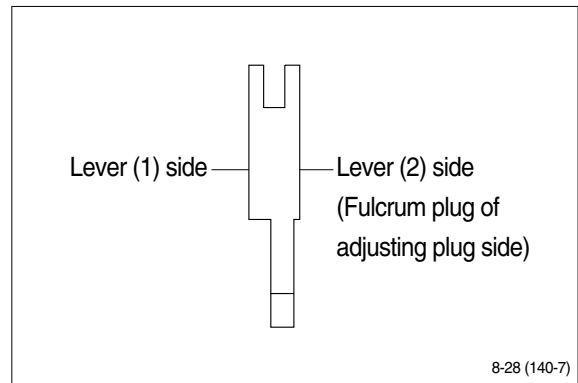 Lever (1) side
Lever (2) side
(Fulcrum plug of
adjusting plug side)
8-28 (140-7)